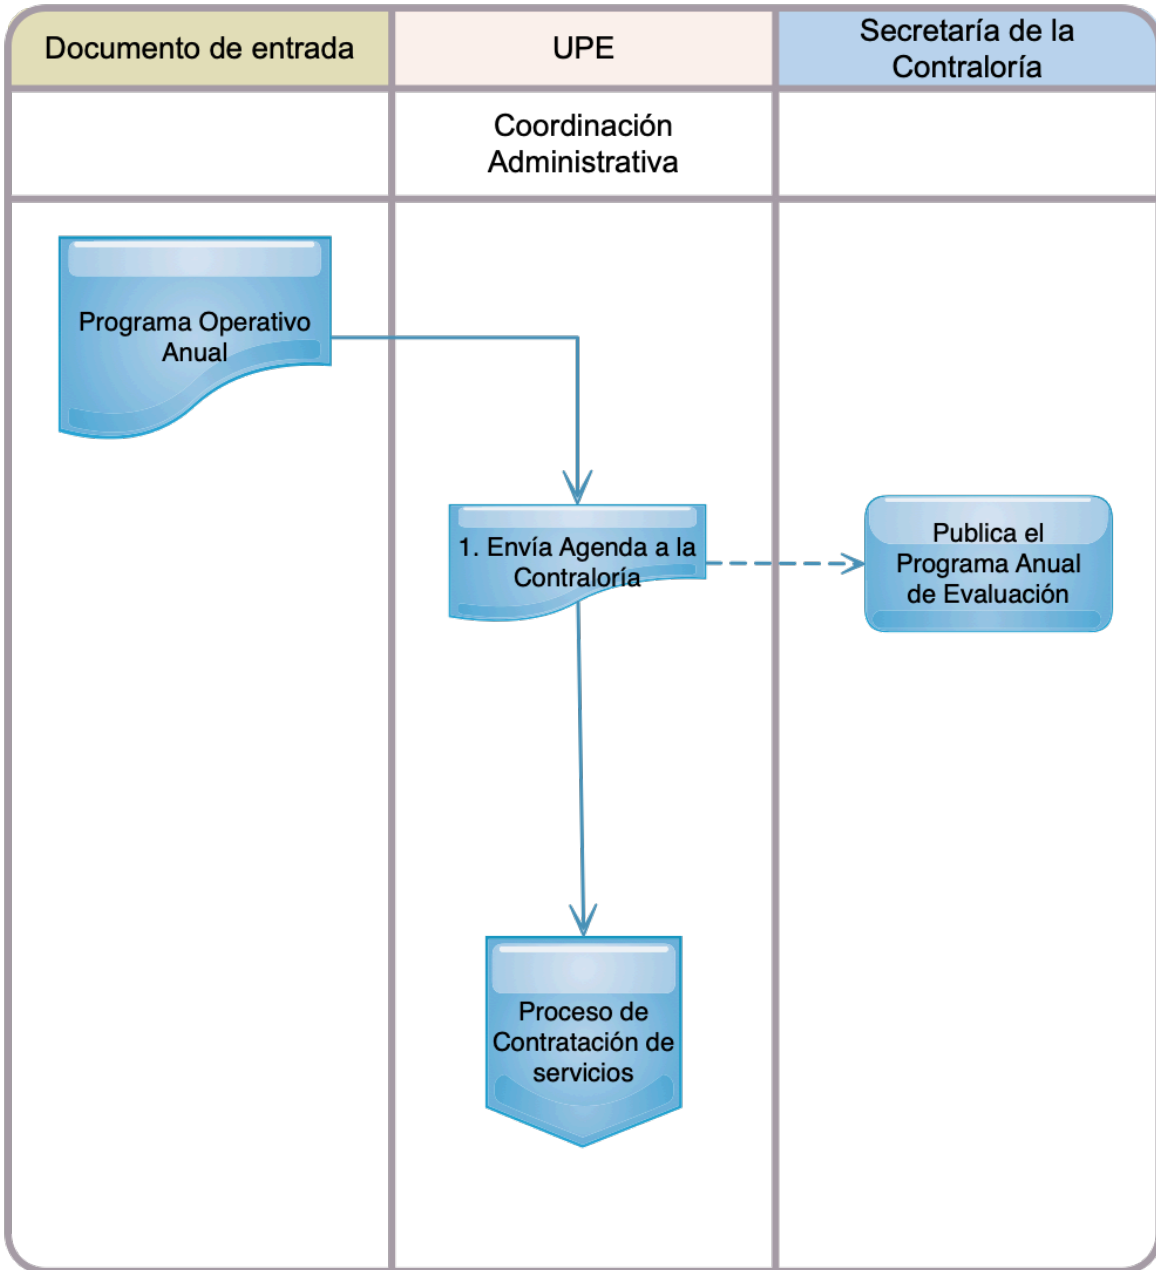 Documento de entrada
UPE
Secretaría de la
Contraloría
Coordinación
Administrativa
Programa Operativo
Anual
1. Envía Agenda a la
Contraloría
Publica el
Programa Anual
de Evaluación
Proceso de
Contratación de
servicios